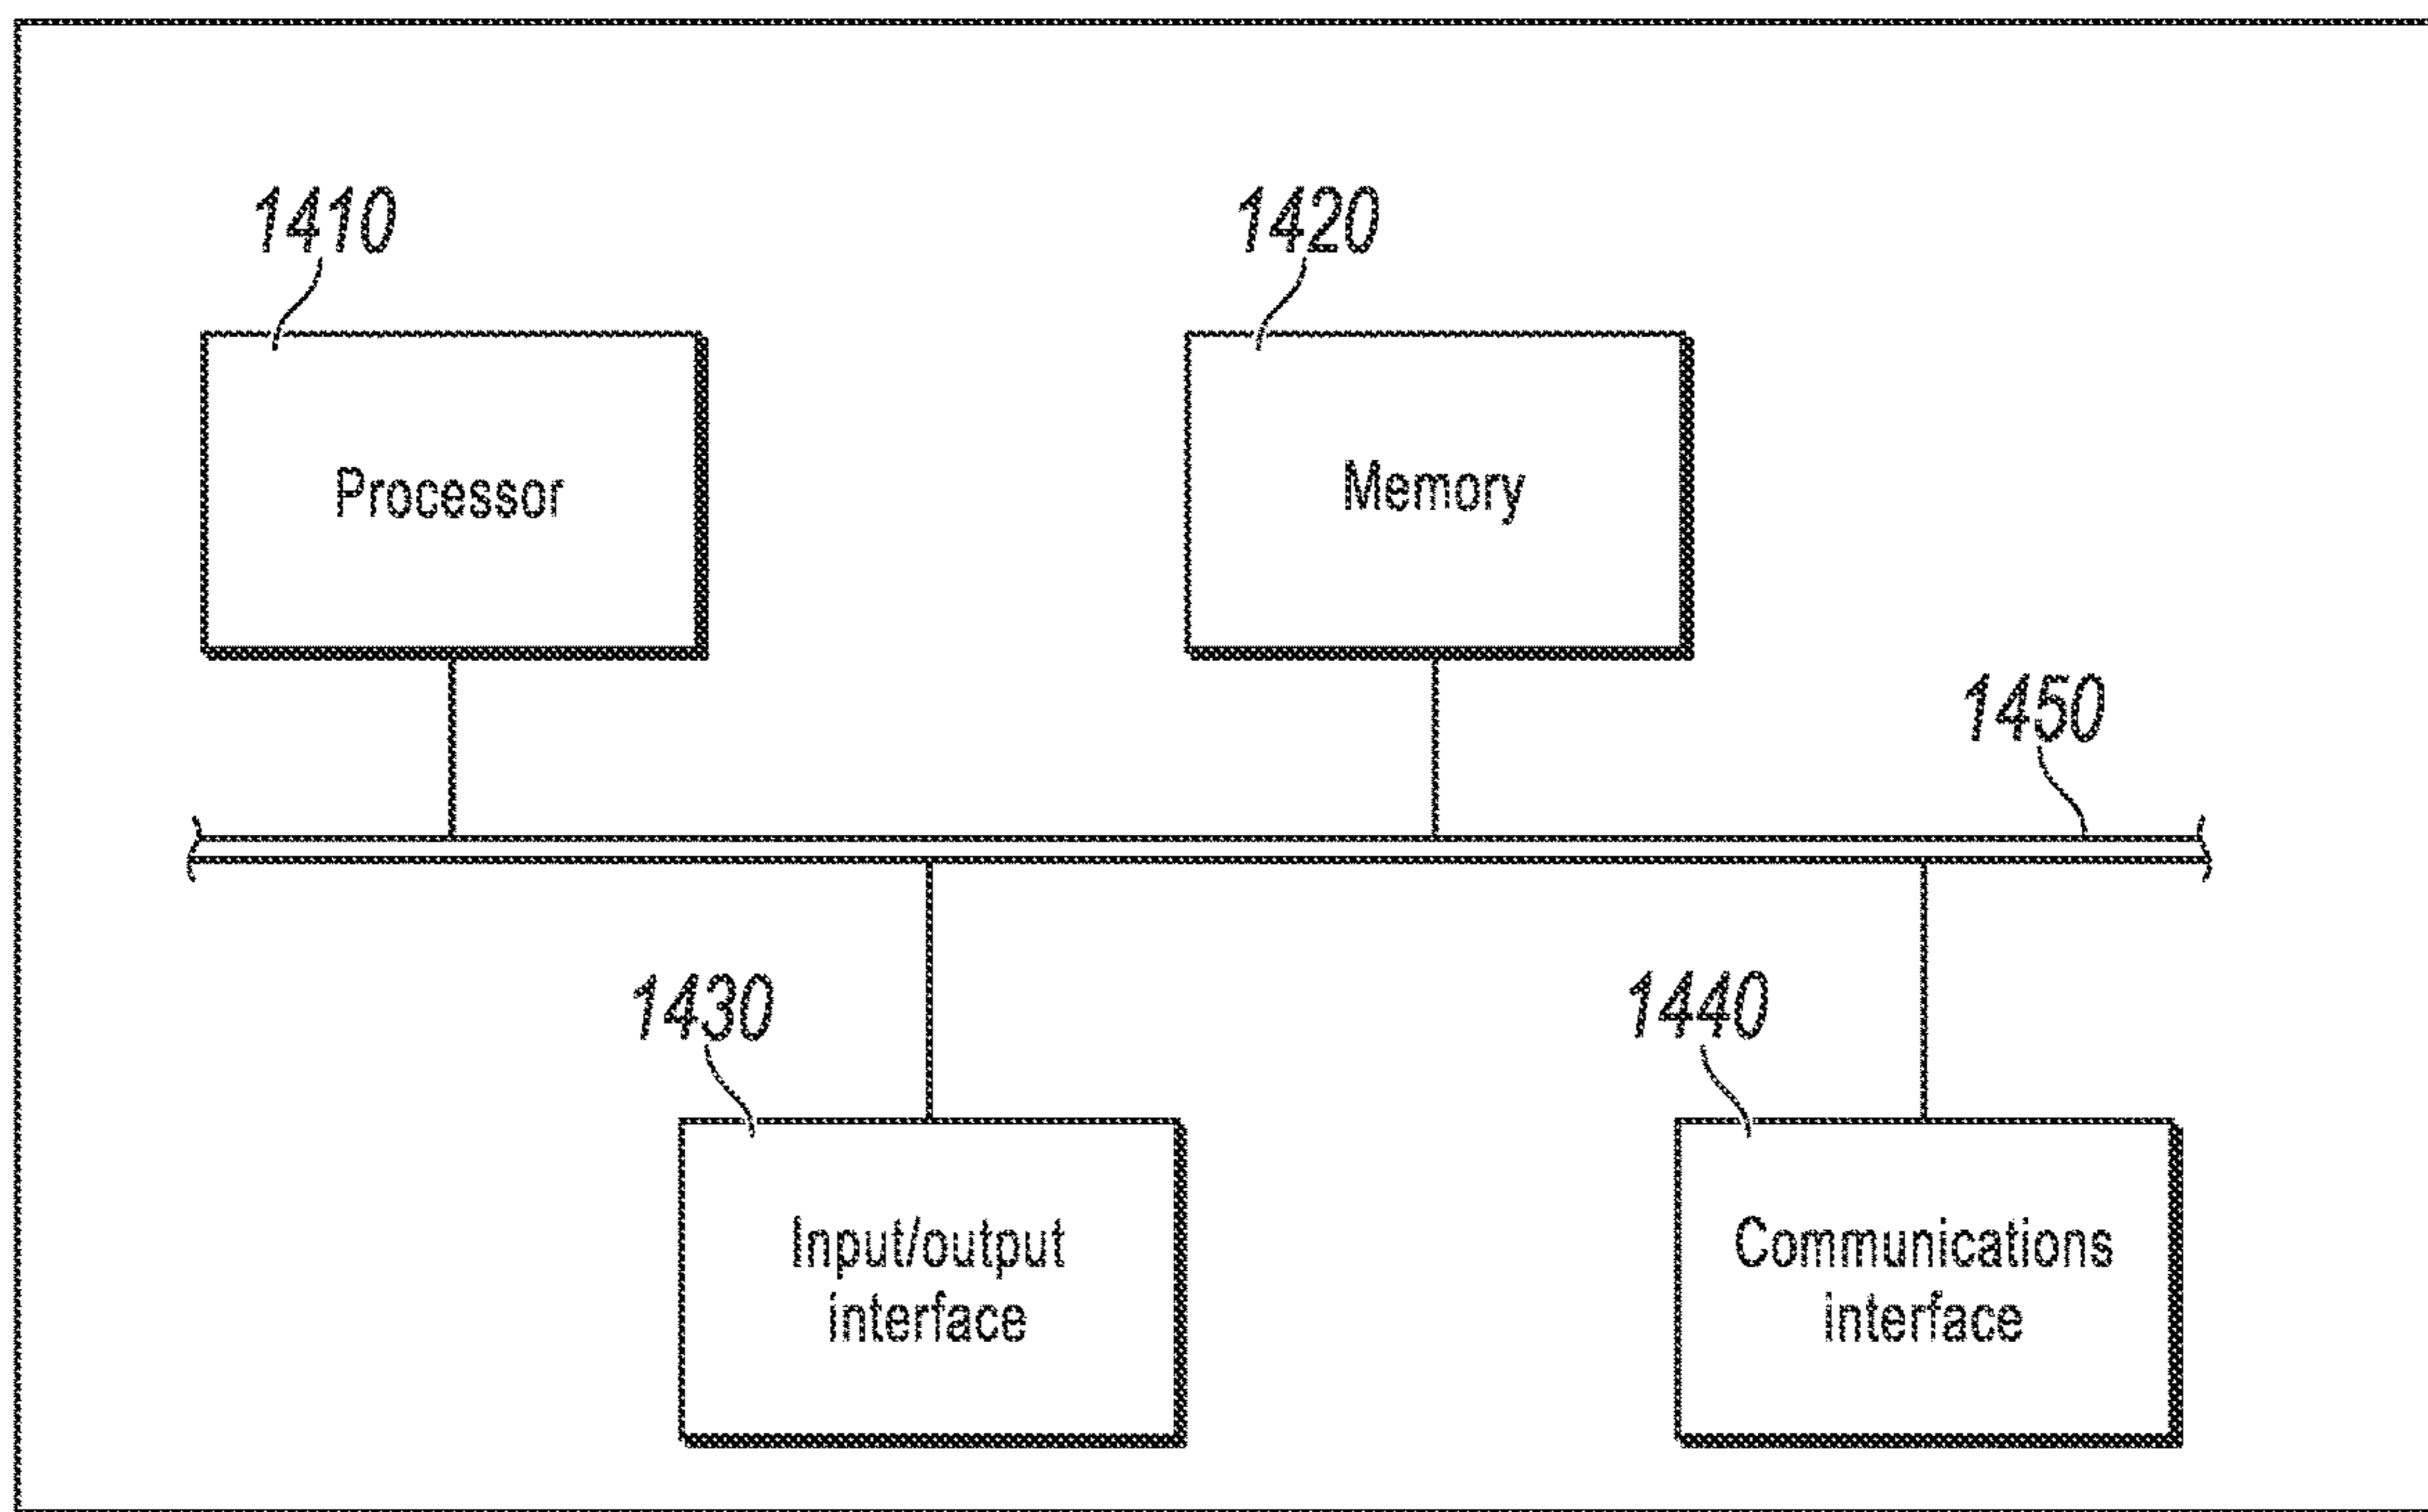 1410
1420
Processor
Memory
1450
1430
1440
Input/output
interface
Communications
interface